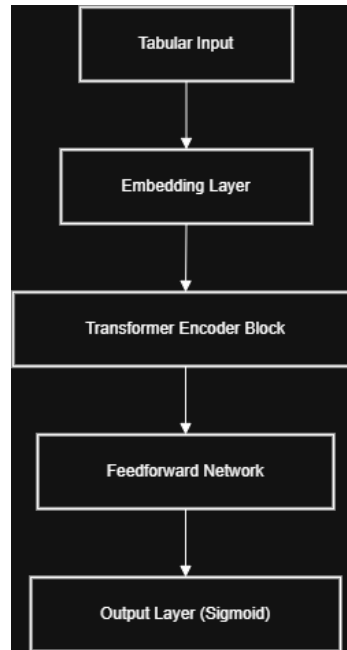 Tabular Input
Embedding Layer
Transformer Encoder Block
Feedforward Network
Output Layer (Sigmoid)